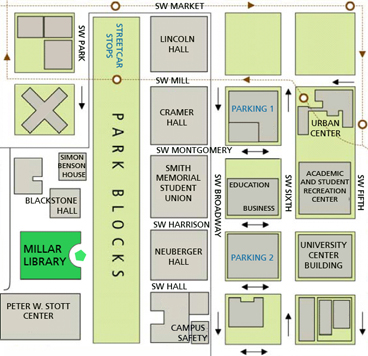 SW MARKET
STREETCAR
STOPS
LINCOLN
HALL
SW PARK
SW MILL
CRAMER
HALL
PARKING 1
URBAN
CENTER
PARK BLOCKS
SW MONTGOMERY
SIMON
BENSON
HOUSE
SMITH
MEMORIAL
STUDENT
UNION
SW BROADWAY
EDUCATION
BUSINESS
SW SIXTH
ACADEMIC
AND STUDENT
RECREATION
CENTER
SW FIFTH
BLACKSTONE
HALL
SW HARRISON
MILLAR
LIBRARY
NEUBERGER
HALL
PARKING 2
UNIVERSITY
CENTER
BUILDING
SW HALL
PETER W. STOTT
CENTER
CAMPUS
SAFETY